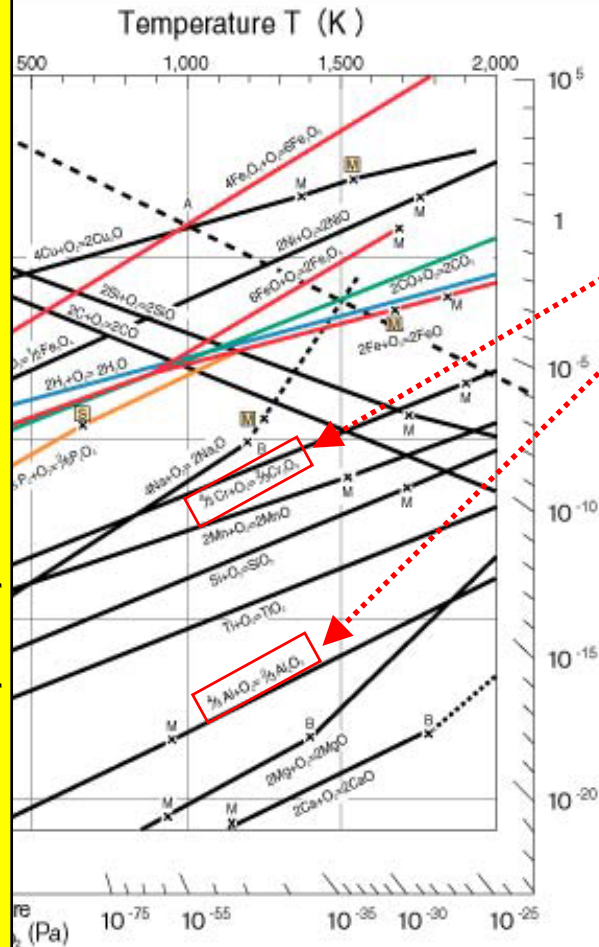 Temperature T (K)
500 1,000 1,500 2,000
10⁵
4Fe₃O₄+O₂=6Fe₂O₃
M
M
A
M
1
4Cu+O₂=2Cu₂O
2Ni+O₂=2NiO
6FeO+O₂=2Fe₃O₄
M
2CO+O₂=2CO₂
2Si+O₂=2SiO
2C+O₂=2CO
M
M
2Fe+O₂=2FeO
10⁻⁵
2H₂+O₂=2H₂O
M
S
M
M
B
4Na+O₂=2Na₂O
⁴⁄₃Cr+O₂=²⁄₃Cr₂O₃
M
M
10⁻¹⁰
2Mn+O₂=2MnO
Si+O₂=SiO₂
Ti+O₂=TiO₂
10⁻¹⁵
⁴⁄₃Al+O₂=²⁄₃Al₂O₃
M
B
B
2Mg+O₂=2MgO
10⁻²⁰
M
M
2Ca+O₂=2CaO
re
(Pa) 10⁻⁷⁵ 10⁻⁵⁵ 10⁻³⁵ 10⁻³⁰ 10⁻²⁵